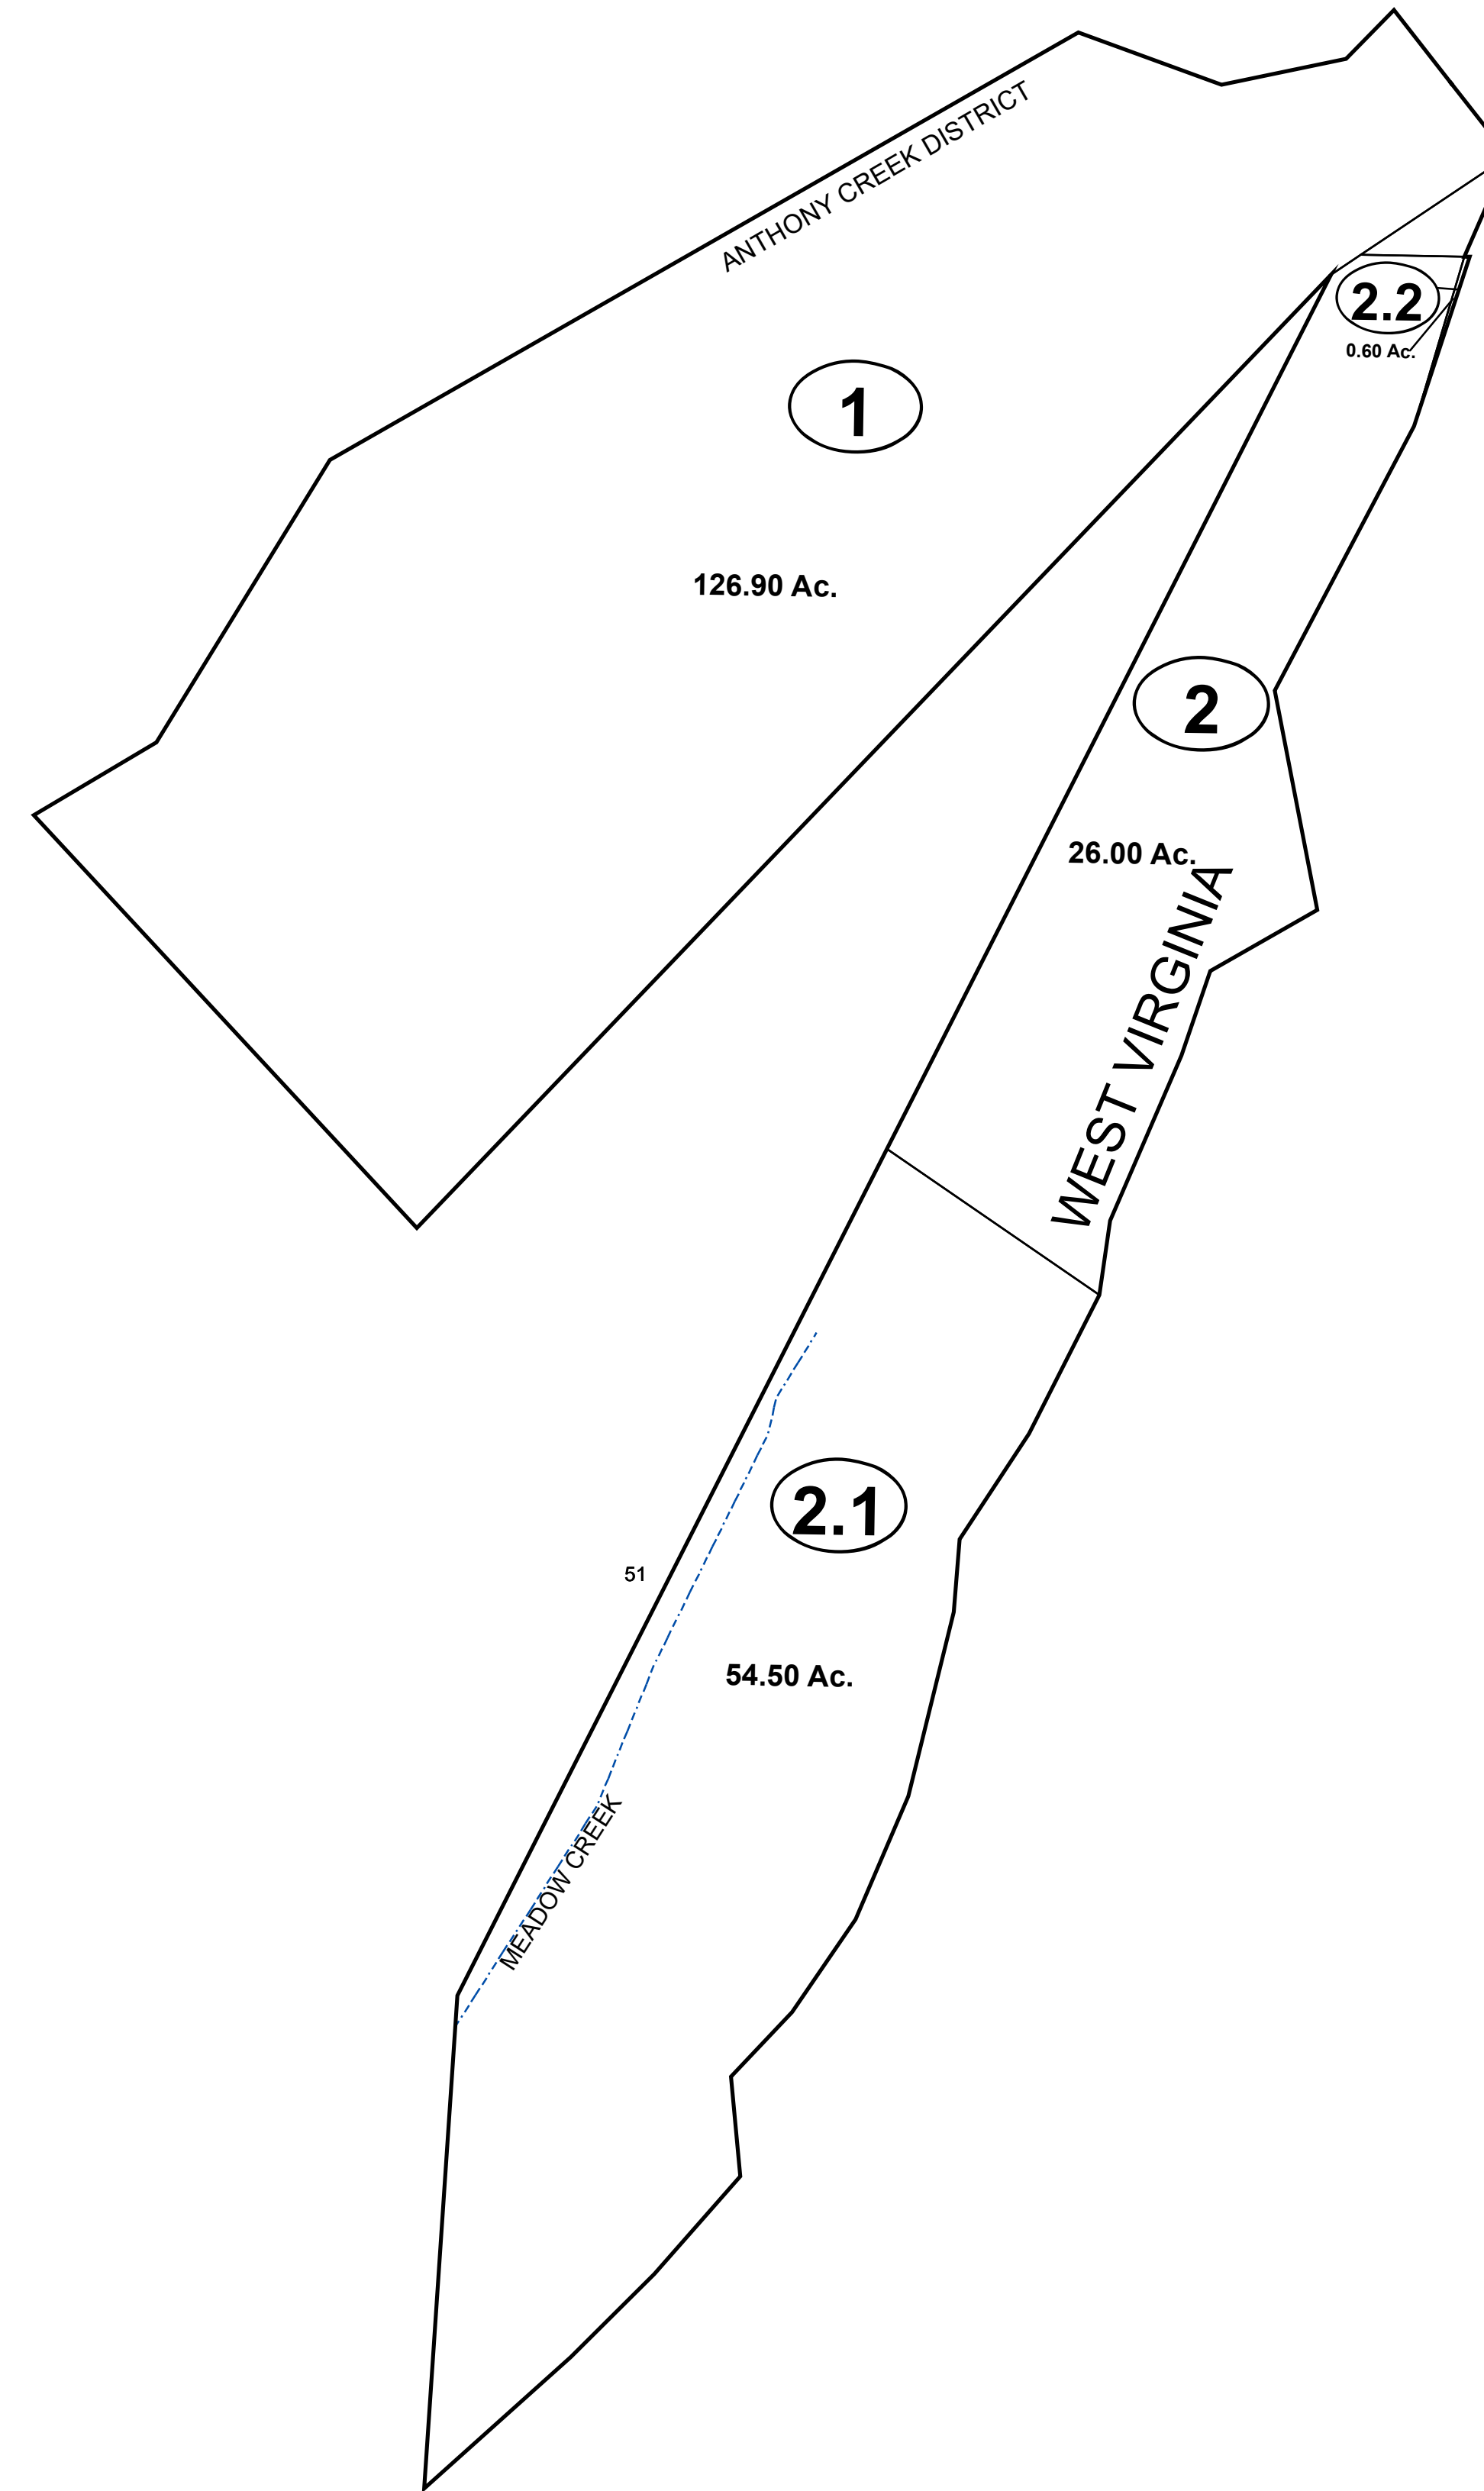 ANTHONY CREEK DISTRICT
2.2
0.60 Ac.
1
126.90 Ac.
2
26.00 Ac.
WEST VIRGINIA
2.1
51
54.50 Ac.
MEADOW CREEK